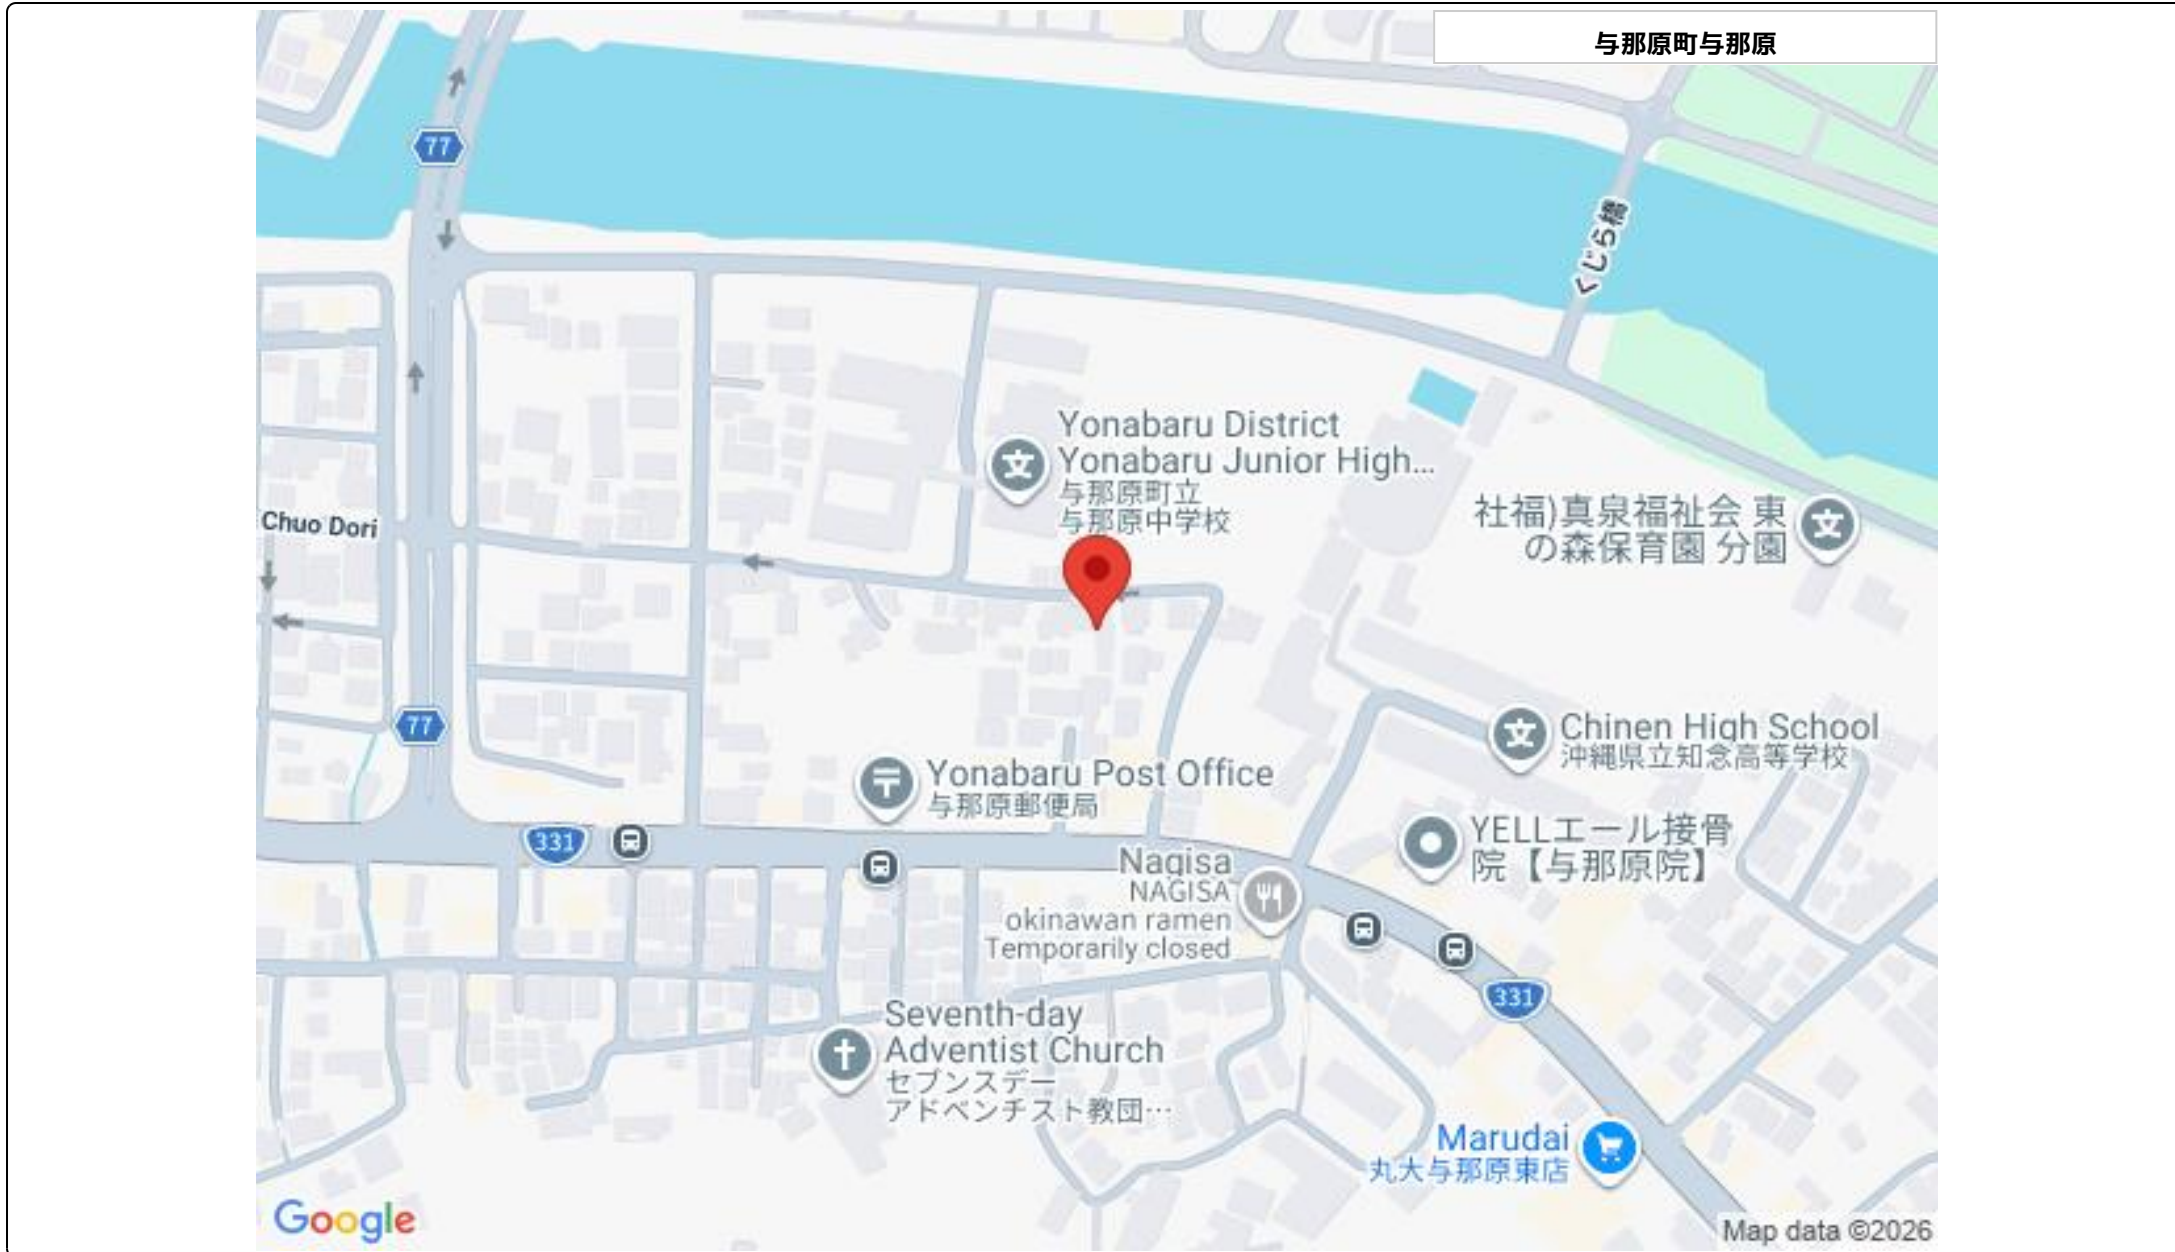 与那原町与那原
77
くじら橋
Yonabaru District
Yonabaru Junior High...
与那原町立
与那原中学校
社福)真泉福祉会 東
の森保育園 分園
Chuo Dori
77
Chinen High School
沖縄県立知念高等学校
Yonabaru Post Office
与那原郵便局
YELLエール接骨
院【与那原院】
331
Nagisa
NAGISA
okinawan ramen
Temporarily closed
331
Seventh-day
Adventist Church
セブンスデー
アドベンチスト教団…
Marudai
丸大与那原東店
Google
Map data ©2026